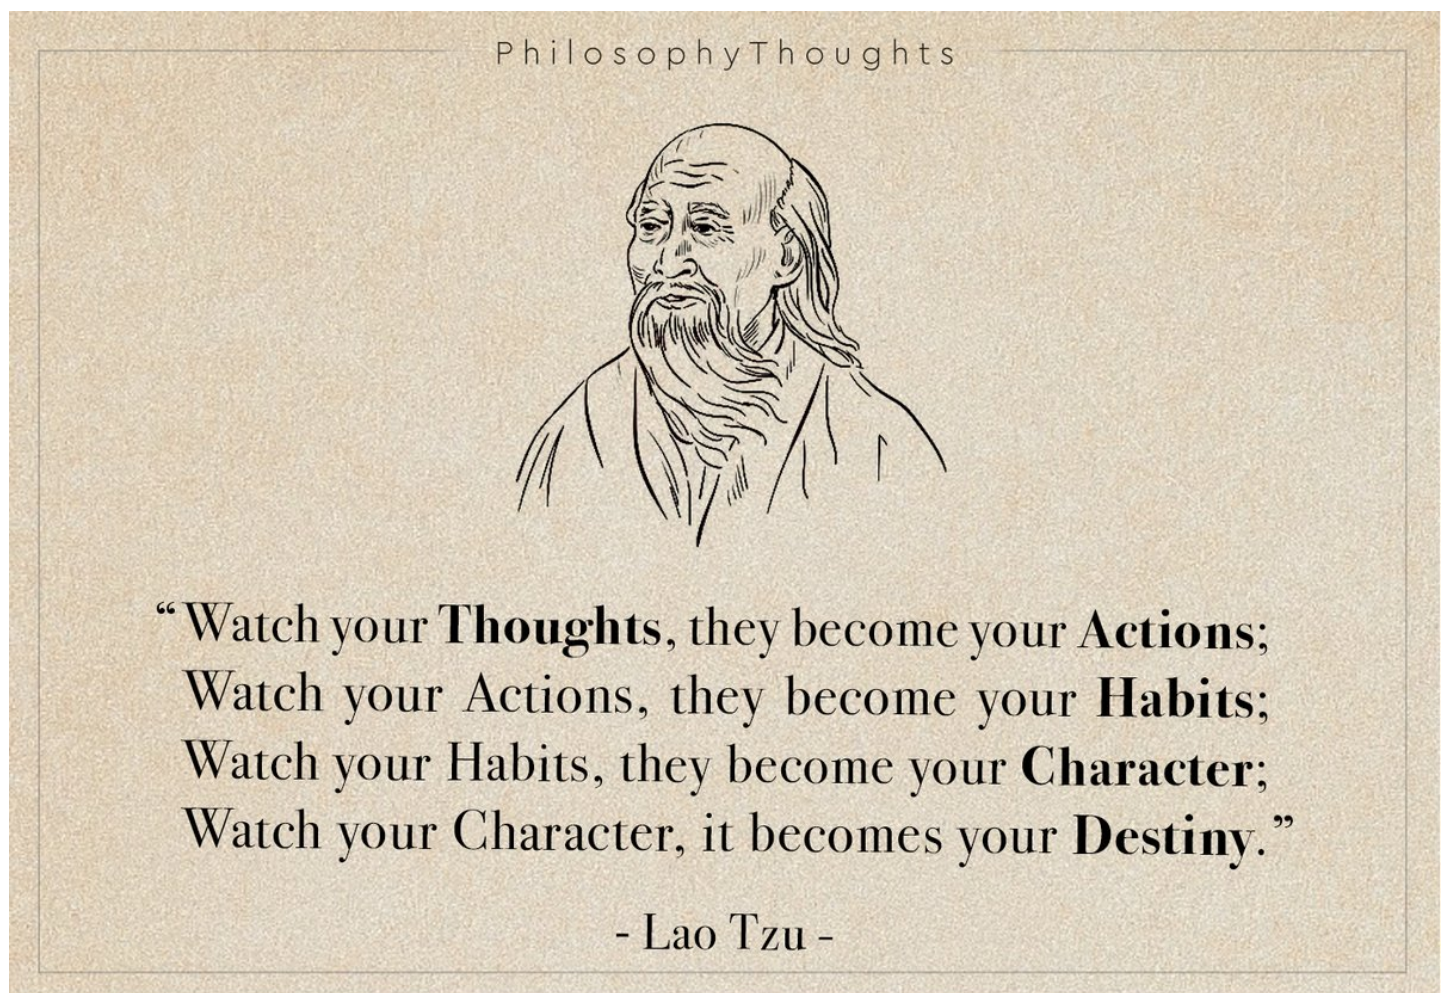 PhilosophyThoughts
“Watch your Thoughts, they become your Actions;
Watch your Actions, they become your Habits;
Watch your Habits, they become your Character;
Watch your Character, it becomes your Destiny.”
- Lao Tzu -